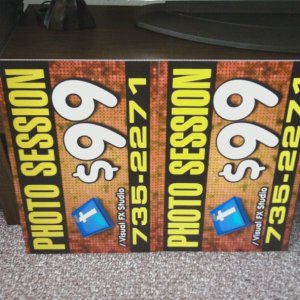 PHOTO SESSION
$99
t
/Visual FX Studio
735-2271
PHOTO SESSION
$99
t
/Visual FX Studio
735-2271